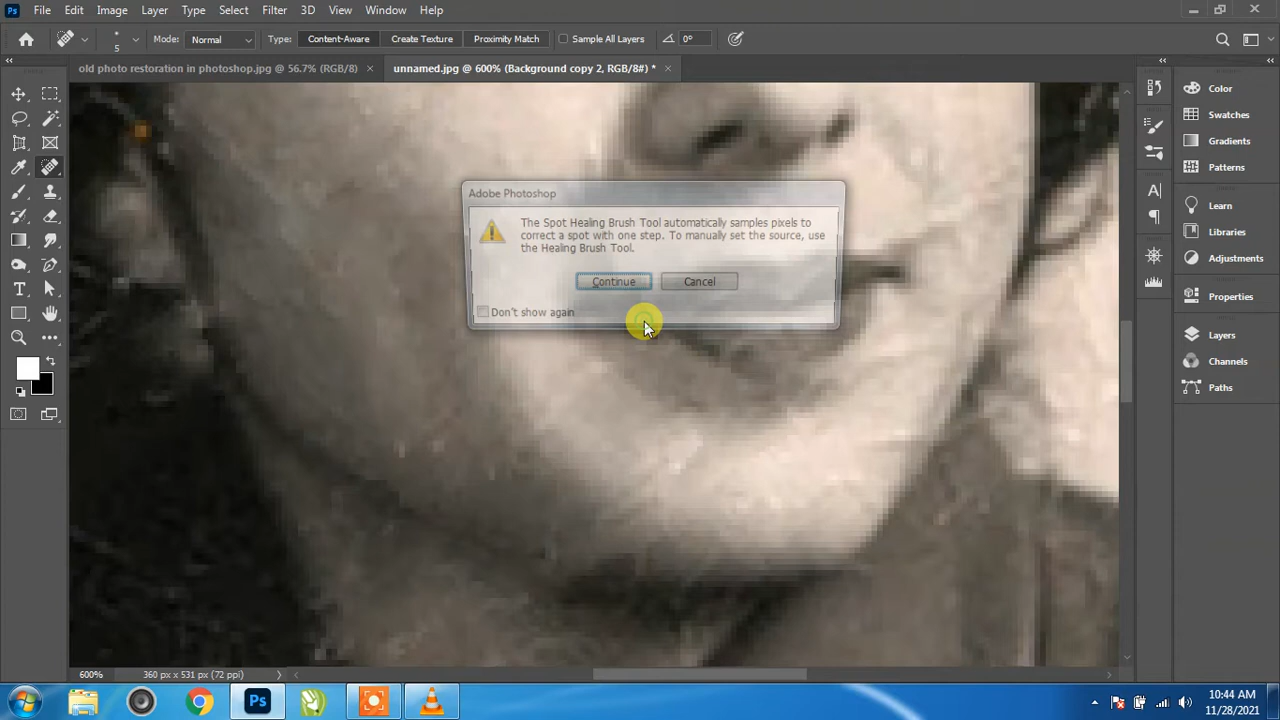 Ps File Edit Image Layer Type Select Filter 3D View Window Help
5 Mode: Normal Type: Content-Aware Create Texture Proximity Match Sample All Layers 0°
old photo restoration in photoshop.jpg @ 56.7% (RGB/8) × unnamed.jpg @ 600% (Background copy 2, RGB/8#) * ×
Color
Swatches
Gradients
Patterns
Learn
Libraries
Adjustments
Properties
Layers
Channels
Paths
Adobe Photoshop
The Spot Healing Brush Tool automatically samples pixels to
correct a spot with one step. To manually set the source, use
the Healing Brush Tool.
Continue Cancel
Don't show again
600% 360 px x 531 px (72 ppi)
Ps
10:44 AM
11/28/2021